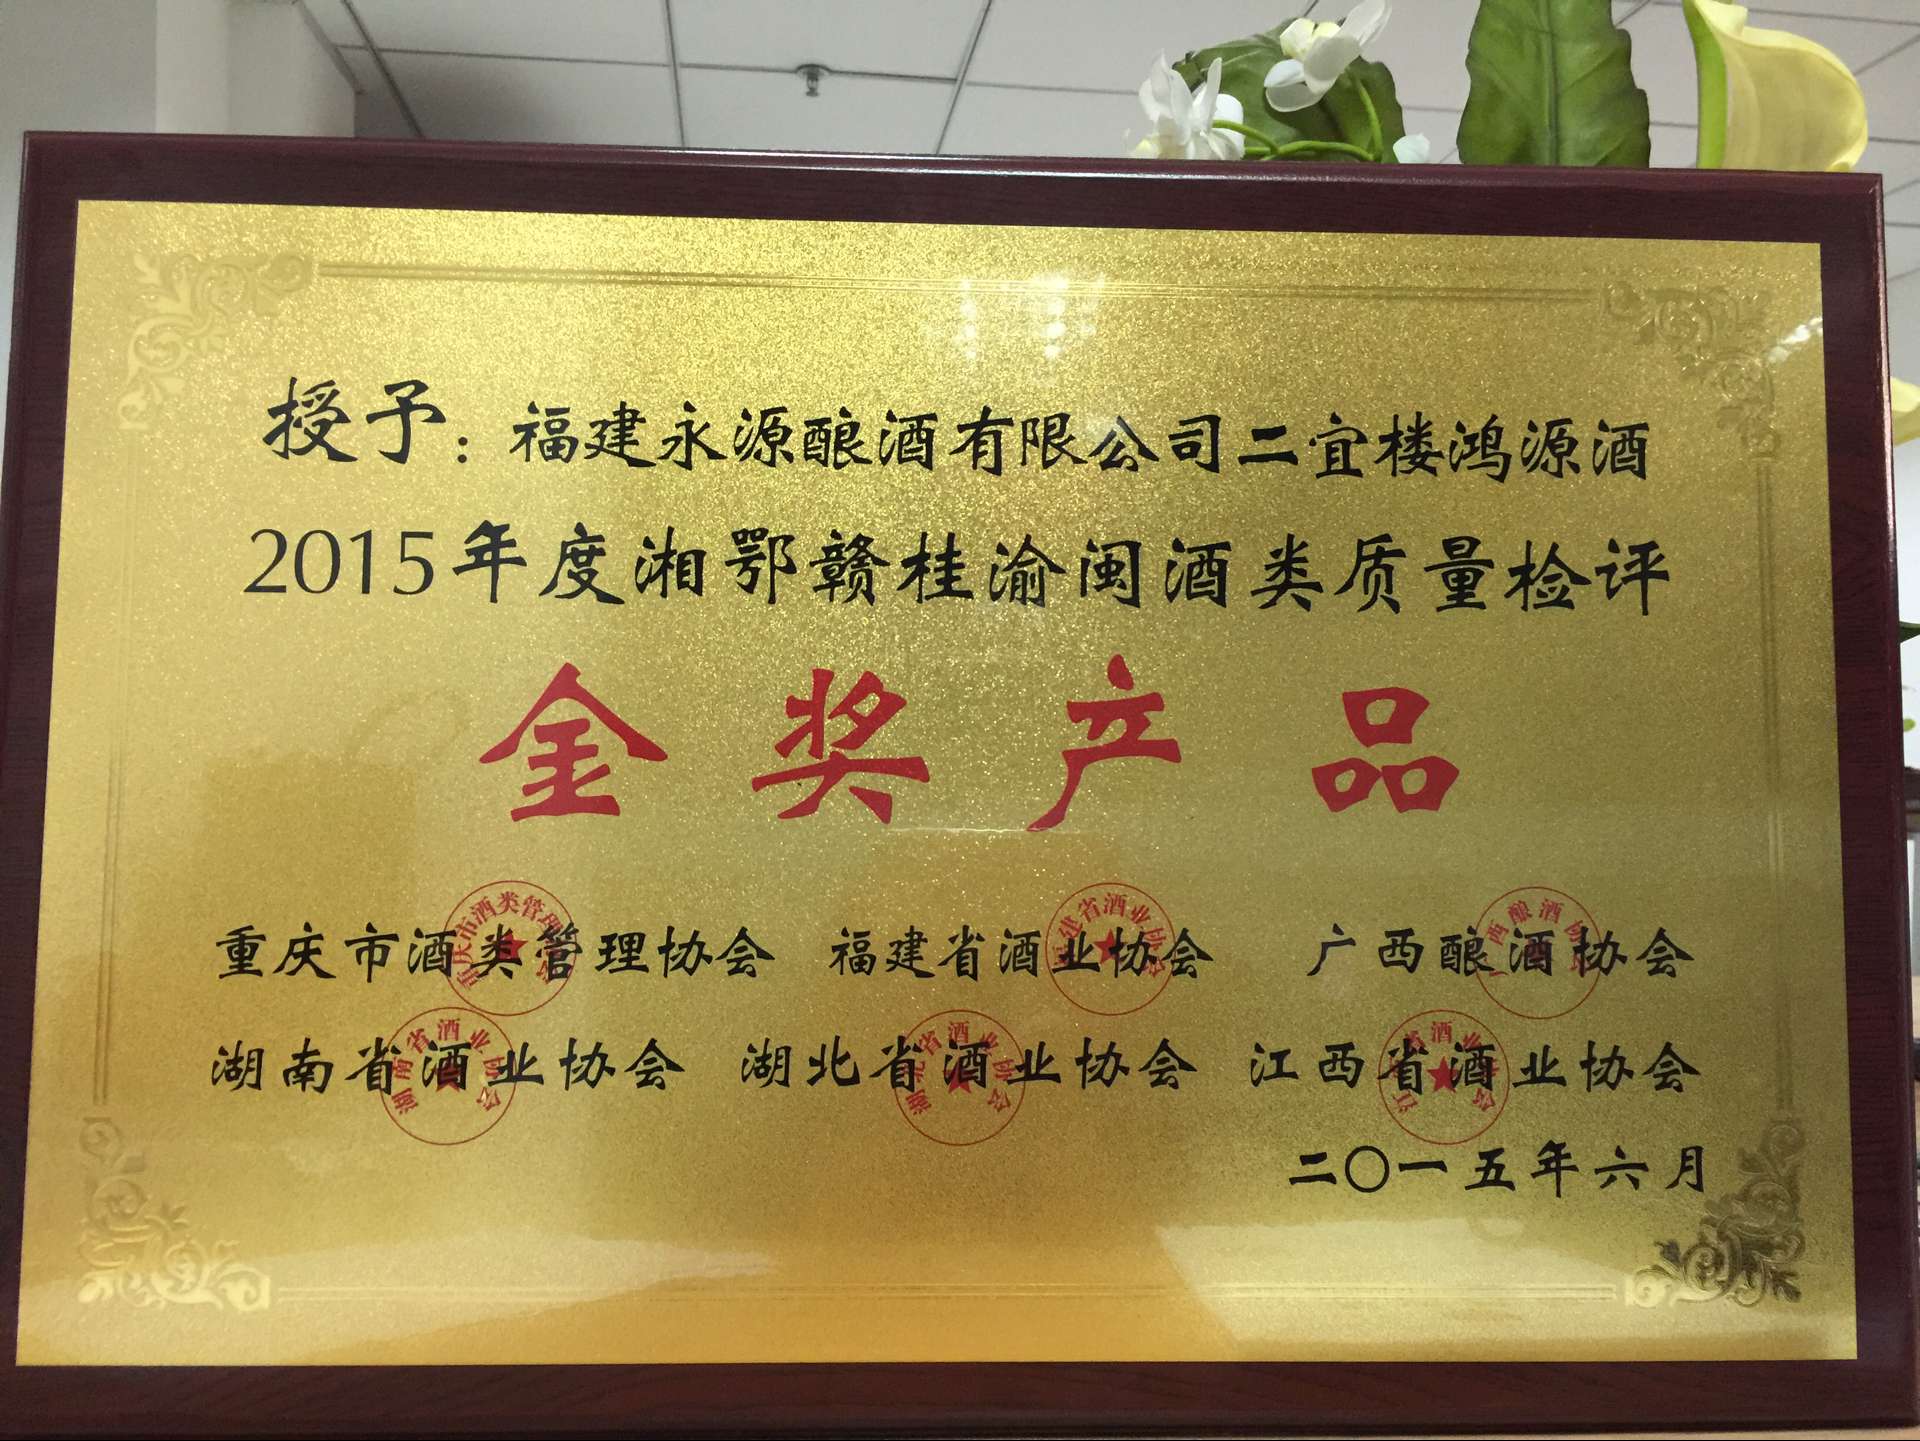 授予：福建永源酿酒有限公司二宜楼鸿源酒
2015年度湘鄂赣桂渝闽酒类质量检评
金奖产品
重庆市酒类管理协会 福建省酒业协会 广西酿酒协会
湖南省酒业协会 湖北省酒业协会 江西省酒业协会
二〇一五年六月